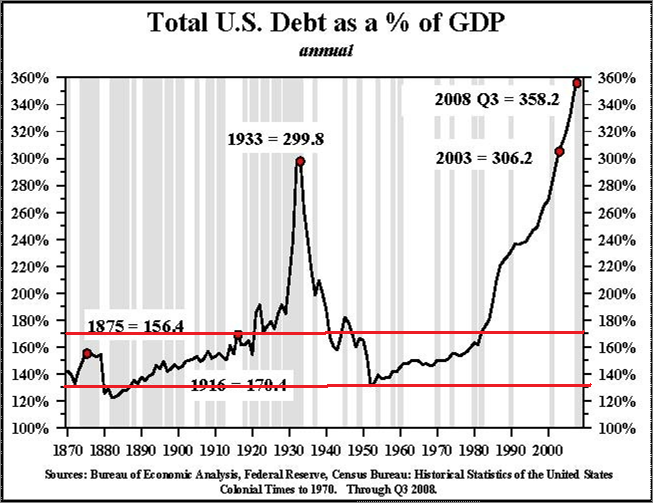 Total U.S. Debt as a % of GDP
annual
360% 360%
340% 2008 Q3 = 358.2 340%
320% 1933 = 299.8 320%
300% 2003 = 306.2 300%
280% 280%
260% 260%
240% 240%
220% 220%
200% 200%
180% 1875 = 156.4 180%
160% 160%
140% 1916 = 170.4 140%
120% 120%
100% 100%
1870 1880 1890 1900 1910 1920 1930 1940 1950 1960 1970 1980 1990 2000
Sources: Bureau of Economic Analysis, Federal Reserve, Census Bureau: Historical Statistics of the United States
Colonial Times to 1970. Through Q3 2008.